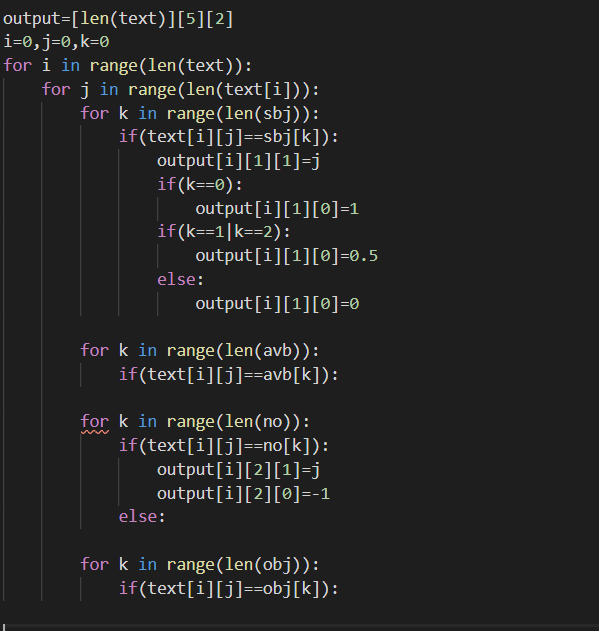 output=[len(text)][5][2]
i=0,j=0,k=0
for i in range(len(text)):
    for j in range(len(text[i])):
        for k in range(len(sbj)):
            if(text[i][j]==sbj[k]):
                output[i][1][1]=j
                if(k==0):
                    output[i][1][0]=1
                if(k==1|k==2):
                    output[i][1][0]=0.5
                else:
                    output[i][1][0]=0
        for k in range(len(avb)):
            if(text[i][j]==avb[k]):
        for k in range(len(no)):
            if(text[i][j]==no[k]):
                output[i][2][1]=j
                output[i][2][0]=-1
            else:
        for k in range(len(obj)):
            if(text[i][j]==obj[k]):